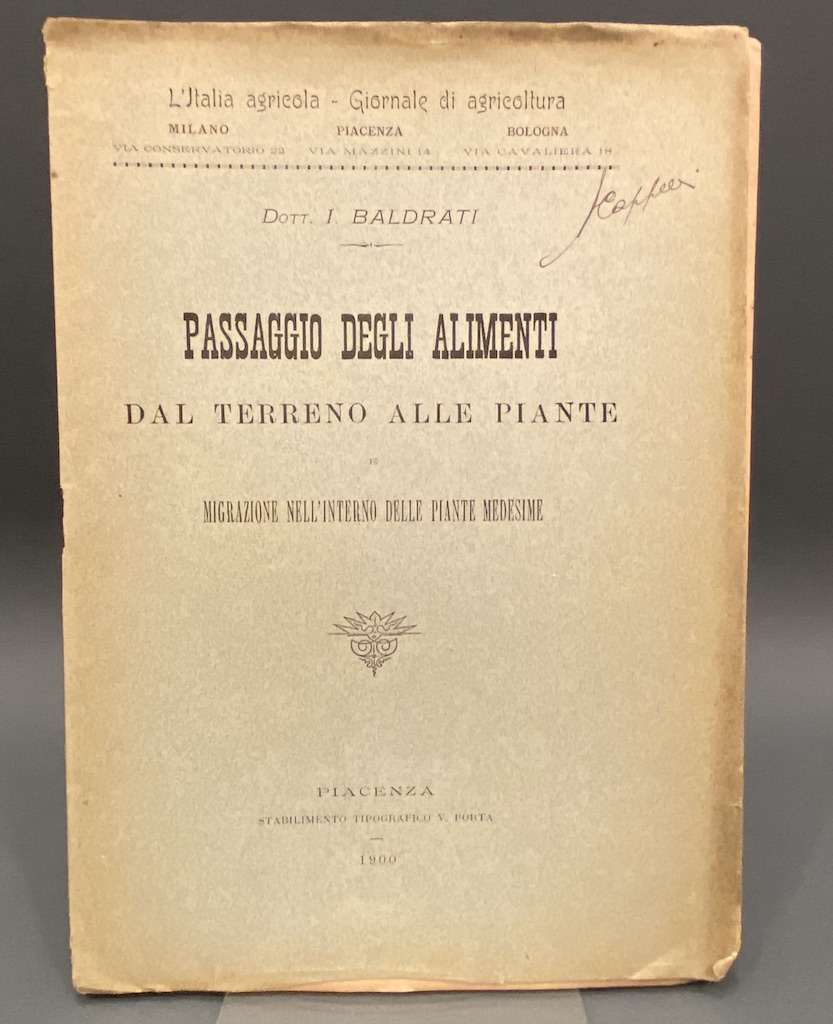 L'Italia agricola - Giornale di agricoltura
MILANO PIACENZA BOLOGNA
VIA CONSERVATORIO 22 VIA MAZZINI 14 VIA CAVALIERA 18
DOTT. I. BALDRATI
PASSAGGIO DEGLI ALIMENTI
DAL TERRENO ALLE PIANTE
E
MIGRAZIONE NELL'INTERNO DELLE PIANTE MEDESIME
PIACENZA
STABILIMENTO TIPOGRAFICO V. PORTA
1900